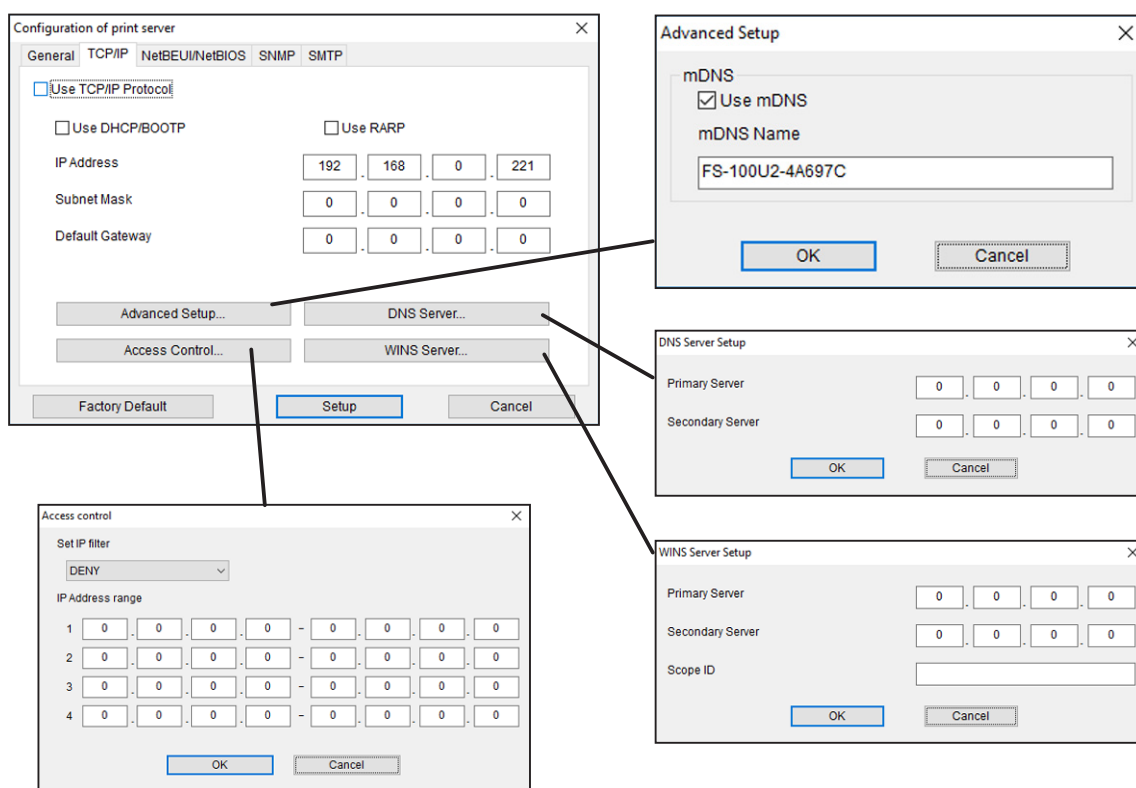 Configuration of print server
General TCP/IP NetBEUI/NetBIOS SNMP SMTP
Use TCP/IP Protocol
Use DHCP/BOOTP Use RARP
IP Address 192 . 168 . 0 . 221
Subnet Mask 0 . 0 . 0 . 0
Default Gateway 0 . 0 . 0 . 0
Advanced Setup... DNS Server...
Access Control... WINS Server...
Factory Default Setup Cancel
Advanced Setup
mDNS
Use mDNS
mDNS Name
FS-100U2-4A697C
OK Cancel
DNS Server Setup
Primary Server 0 . 0 . 0 . 0
Secondary Server 0 . 0 . 0 . 0
OK Cancel
Access control
Set IP filter
DENY
IP Address range
1 0 . 0 . 0 . 0 - 0 . 0 . 0 . 0
2 0 . 0 . 0 . 0 - 0 . 0 . 0 . 0
3 0 . 0 . 0 . 0 - 0 . 0 . 0 . 0
4 0 . 0 . 0 . 0 - 0 . 0 . 0 . 0
OK Cancel
WINS Server Setup
Primary Server 0 . 0 . 0 . 0
Secondary Server 0 . 0 . 0 . 0
Scope ID
OK Cancel